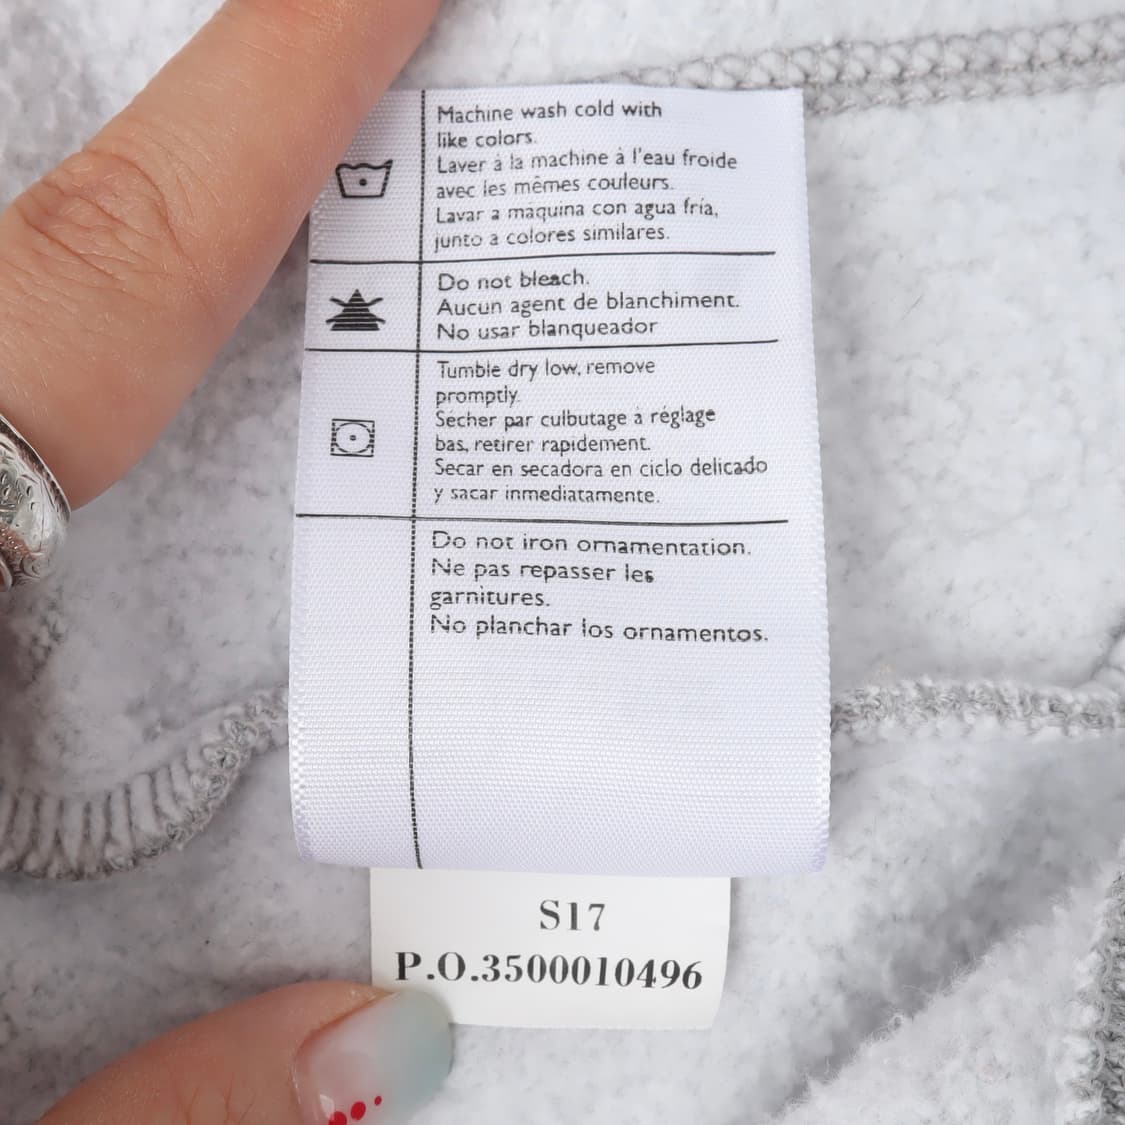 Machine wash cold with
like colors.
Laver à la machine à l'eau froide
avec les mêmes couleurs.
Lavar a maquina con agua fría,
junto a colores similares.
Do not bleach.
Aucun agent de blanchiment.
No usar blanqueador
Tumble dry low, remove
promptly.
Sécher par culbutage a réglage
bas, retirer rapidement.
Secar en secadora en ciclo delicado
y sacar inmediatamente.
Do not iron ornamentation.
Ne pas repasser les
garnitures.
No planchar los ornamentos.
S17
P.O.3500010496